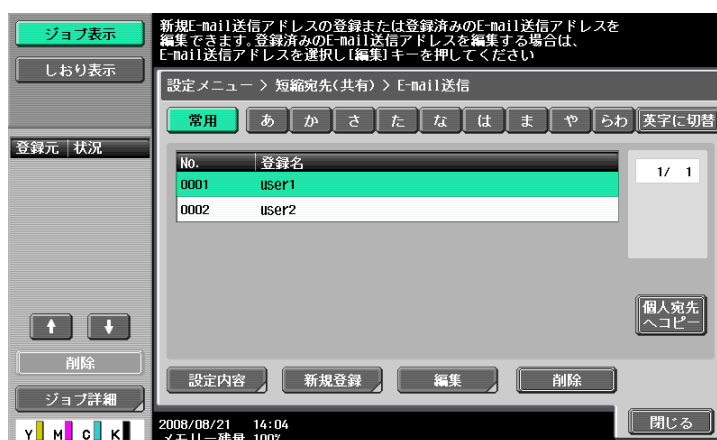 ジョブ表示
しおり表示
登録元 状況
削除
ジョブ詳細
Y M C K
新規E-mail送信アドレスの登録または登録済みのE-mail送信アドレスを
編集できます。登録済みのE-mail送信アドレスを編集する場合は、
E-mail送信アドレスを選択し[編集]キーを押してください
設定メニュー > 短縮宛先(共有) > E-mail送信
常用 あ か さ た な は ま や らわ 英字に切替
No. 登録名
0001 user1
0002 user2
1/ 1
個人宛先
へコピー
設定内容 新規登録 編集 削除
2008/08/21 14:04
メモリー残量 100%
閉じる